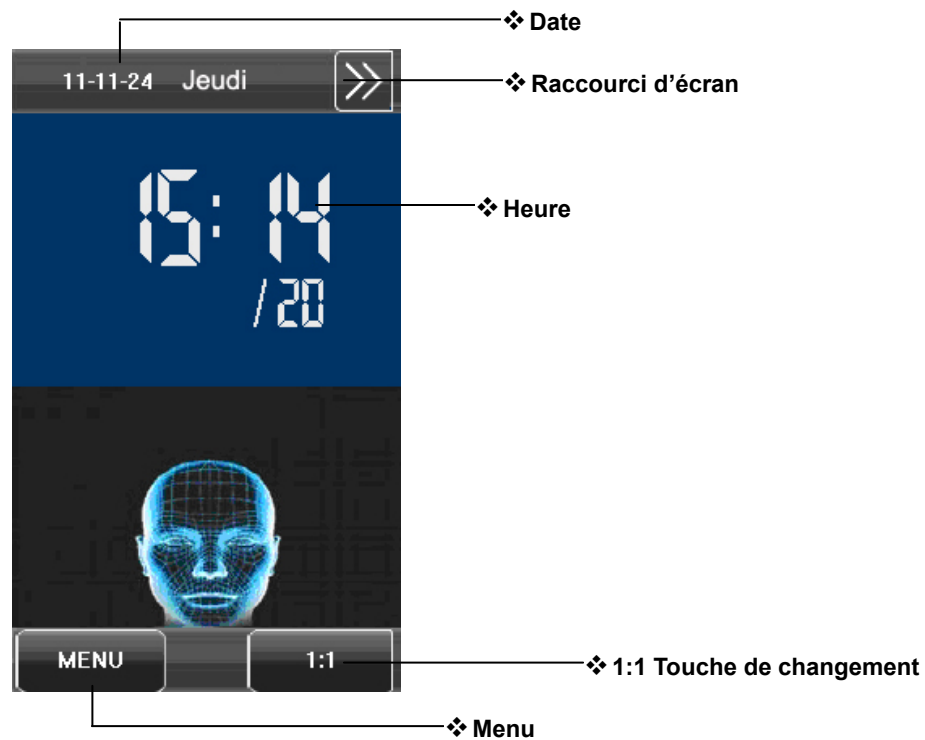 ❖ Date
11-11-24 Jeudi
❖ Raccourci d'écran
15:14
❖ Heure
/20
MENU
1:1
❖ 1:1 Touche de changement
❖ Menu